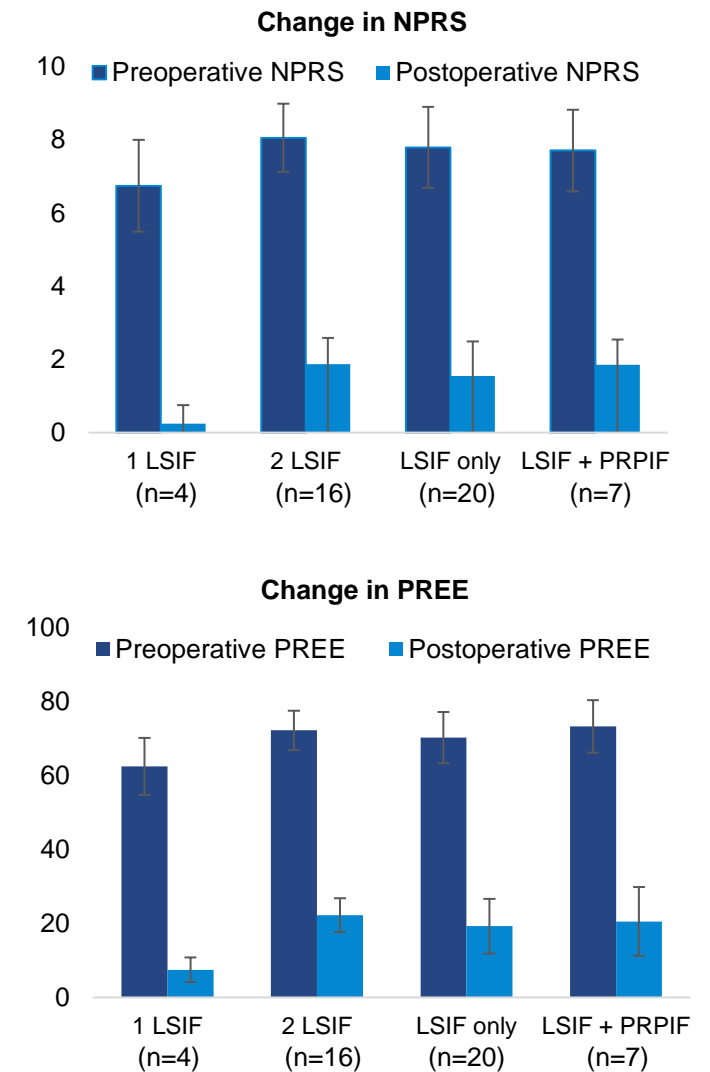 Change in NPRS
10
Preoperative NPRS Postoperative NPRS
8
6
4
2
0
1 LSIF 2 LSIF LSIF only LSIF + PRPIF
(n=4) (n=16) (n=20) (n=7)
Change in PREE
100
Preoperative PREE Postoperative PREE
80
60
40
20
0
1 LSIF 2 LSIF LSIF only LSIF + PRPIF
(n=4) (n=16) (n=20) (n=7)